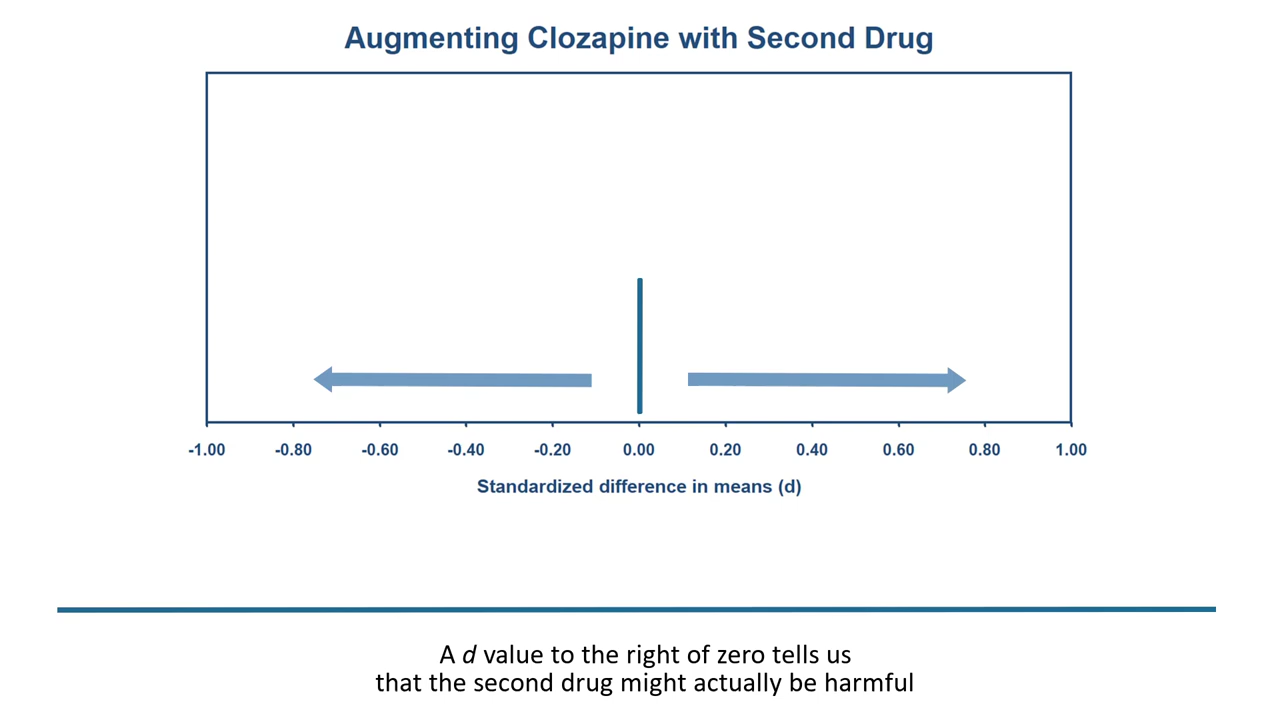 Augmenting Clozapine with Second Drug
-1.00 -0.80 -0.60 -0.40 -0.20 0.00 0.20 0.40 0.60 0.80 1.00
Standardized difference in means (d)
A d value to the right of zero tells us
that the second drug might actually be harmful